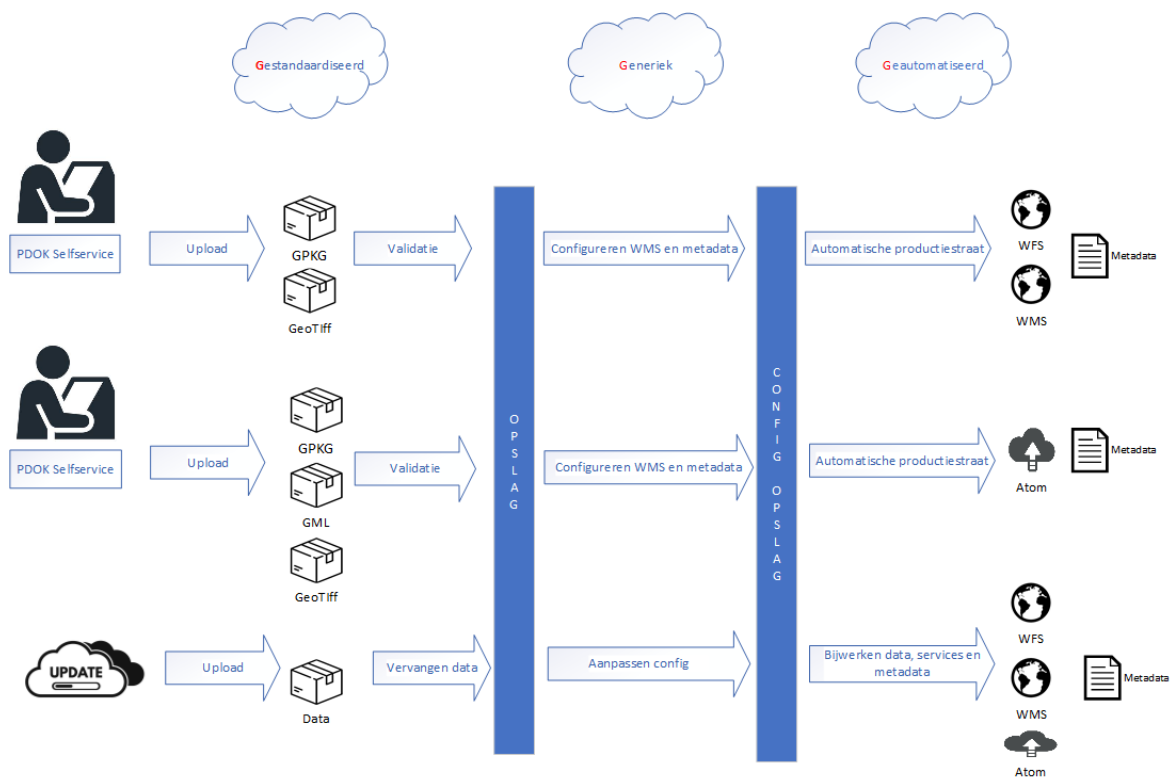 Gestandaardiseerd
Generiek
Geautomatiseerd
PDOK Selfservice
Upload
GPKG
GeoTIff
Validatie
Configureren WMS en metadata
Automatische productiestraat
WFS
WMS
Metadata
PDOK Selfservice
Upload
GPKG
GML
GeoTIff
Validatie
OPSLAG
Configureren WMS en metadata
CONFIG OPSLAG
Automatische productiestraat
Atom
Metadata
UPDATE
Upload
Data
Vervangen data
Aanpassen config
Bijwerken data, services en
metadata
WFS
WMS
Atom
Metadata